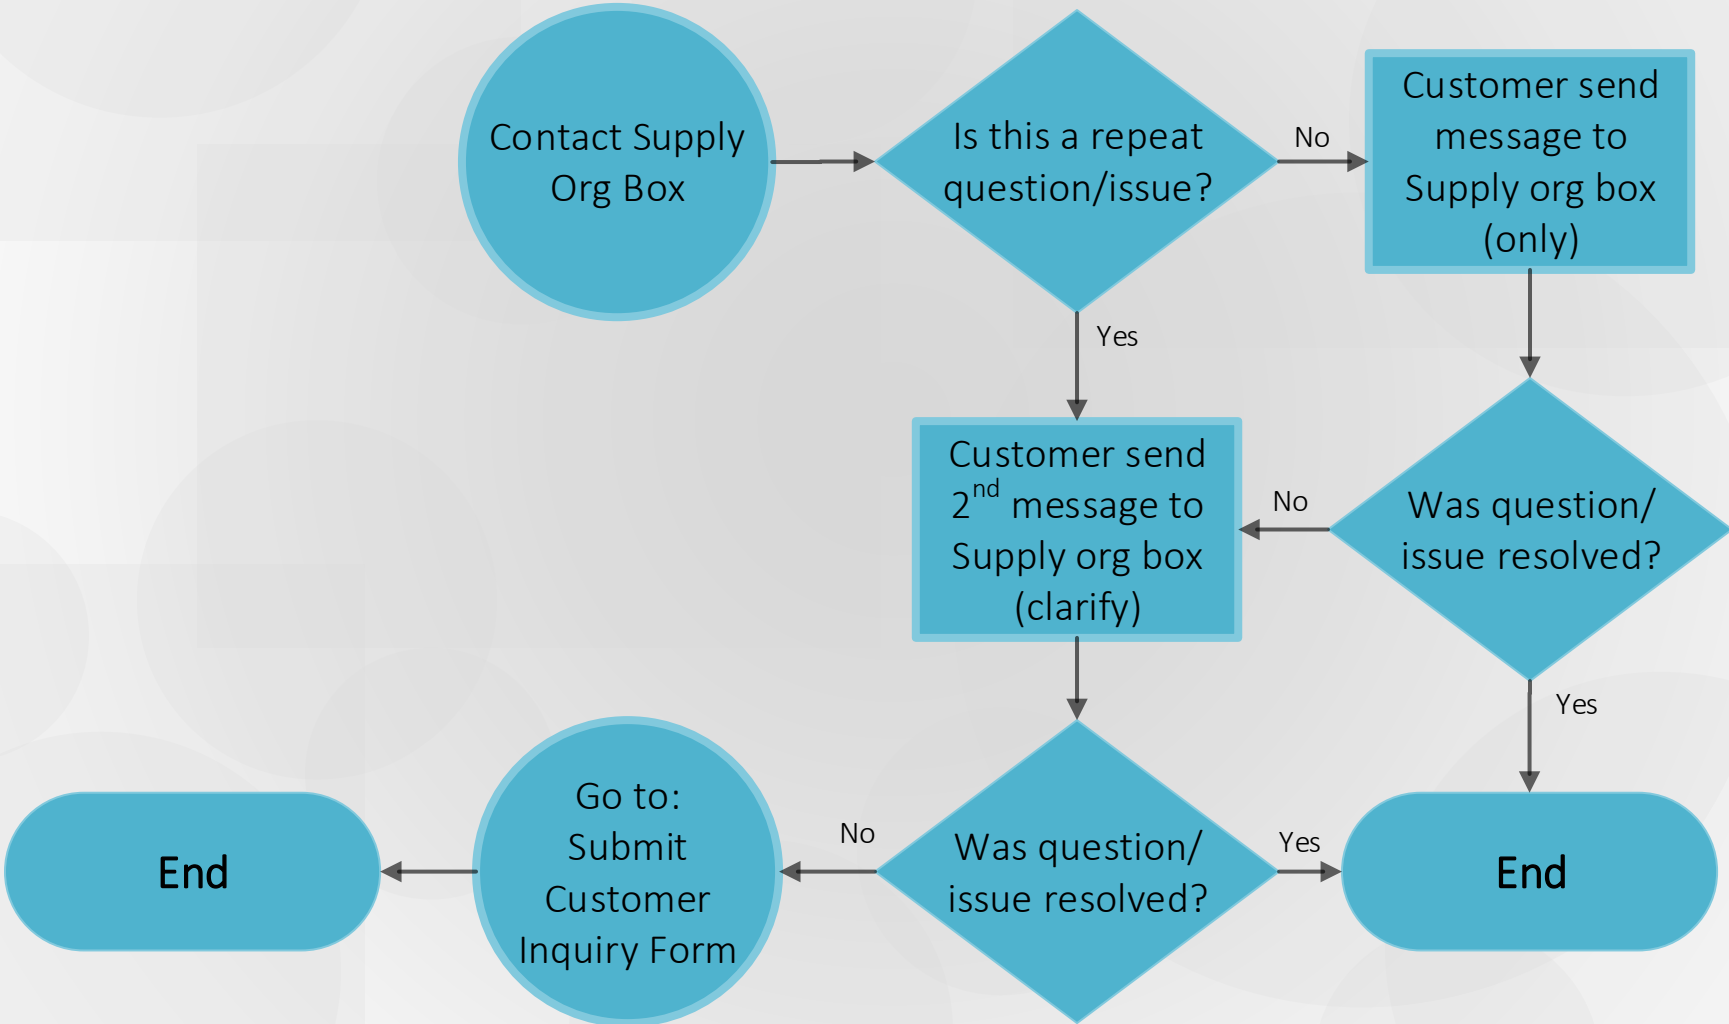 Contact Supply
Org Box
Is this a repeat
question/issue?
No
Customer send
message to
Supply org box
(only)
Yes
Customer send
2nd message to
Supply org box
(clarify)
No
Was question/
issue resolved?
Yes
End
Go to:
Submit
Customer
Inquiry Form
No
Was question/
issue resolved?
Yes
End